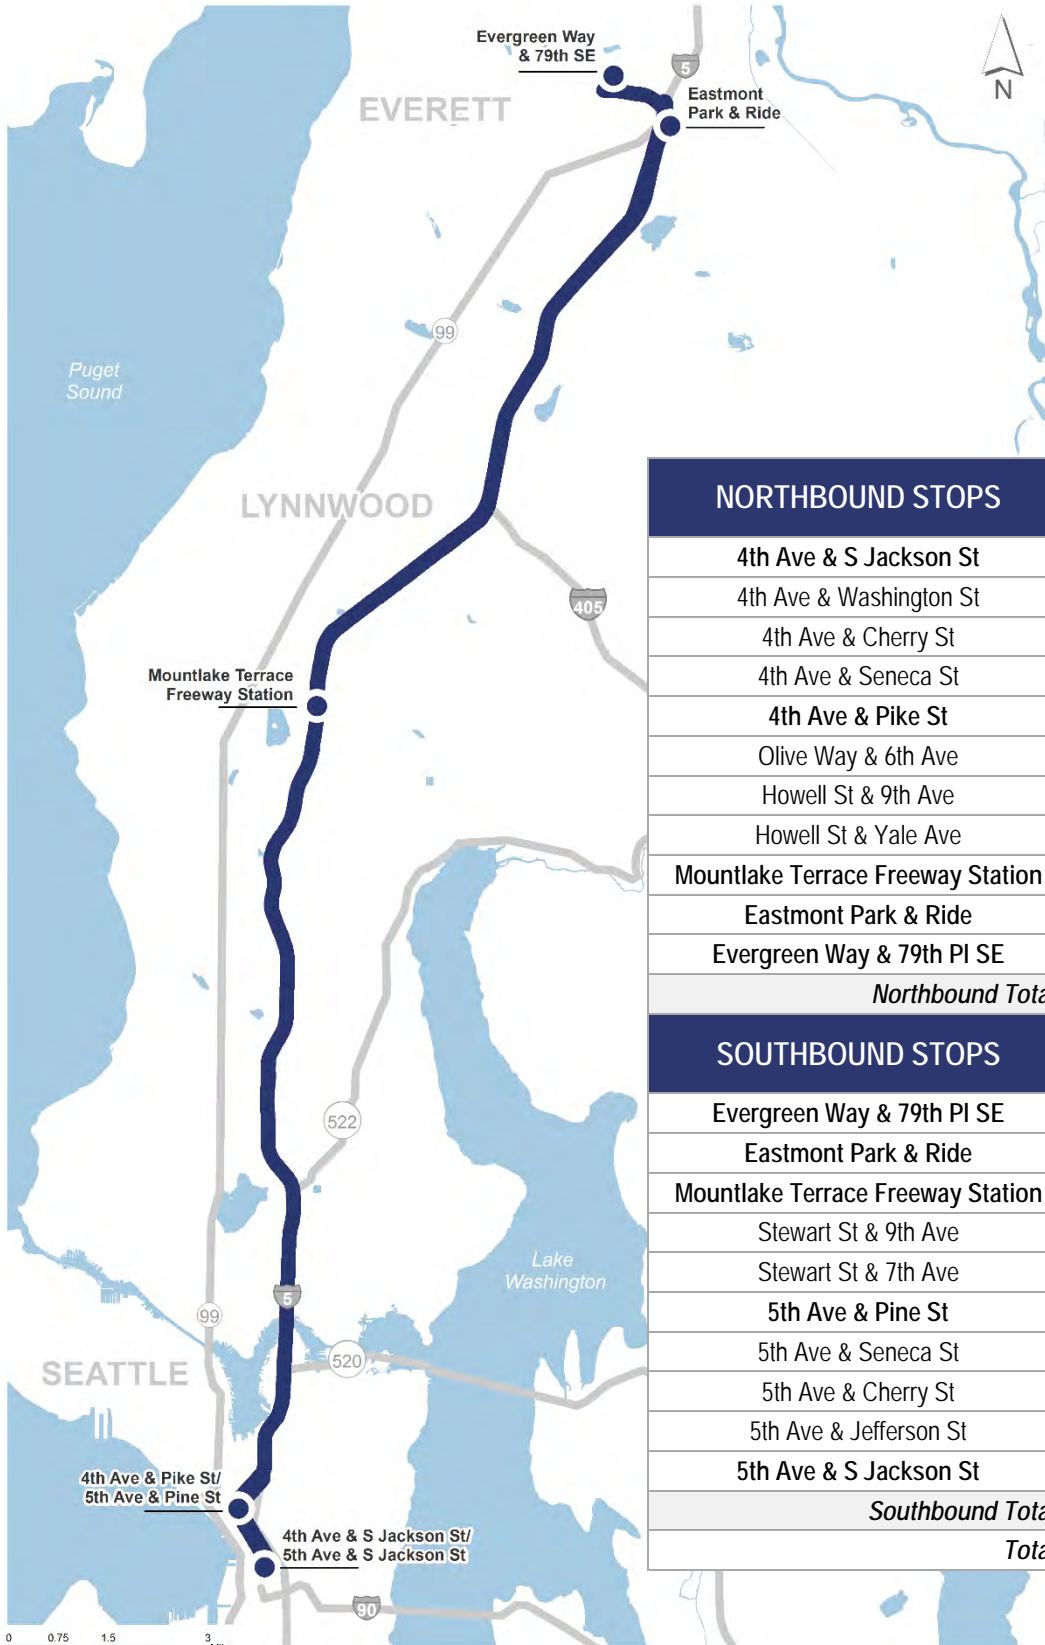 Evergreen Way
& 79th SE
5
Eastmont
Park & Ride
N
EVERETT
99
Puget
Sound
LYNNWOOD
405
Mountlake Terrace
Freeway Station
522
Lake
Washington
5
99
520
SEATTLE
4th Ave & Pike St/
5th Ave & Pine St
4th Ave & S Jackson St/
5th Ave & S Jackson St
90
0 0.75 1.5 3
NORTHBOUND STOPS
4th Ave & S Jackson St
4th Ave & Washington St
4th Ave & Cherry St
4th Ave & Seneca St
4th Ave & Pike St
Olive Way & 6th Ave
Howell St & 9th Ave
Howell St & Yale Ave
Mountlake Terrace Freeway Station
Eastmont Park & Ride
Evergreen Way & 79th Pl SE
Northbound Tota
SOUTHBOUND STOPS
Evergreen Way & 79th Pl SE
Eastmont Park & Ride
Mountlake Terrace Freeway Station
Stewart St & 9th Ave
Stewart St & 7th Ave
5th Ave & Pine St
5th Ave & Seneca St
5th Ave & Cherry St
5th Ave & Jefferson St
5th Ave & S Jackson St
Southbound Tota
Tota